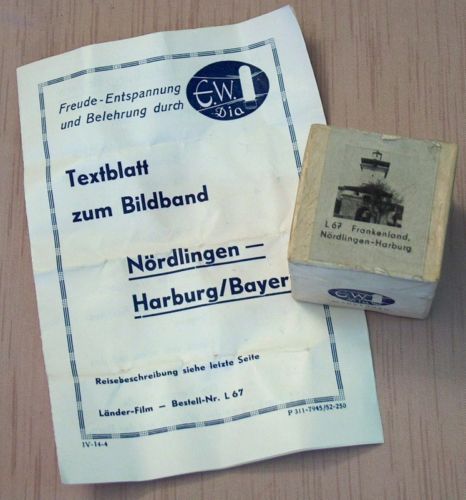 Freude-Entspannung
und Belehrung durch
E.W.
Dia
Textblatt
zum Bildband
Nördlingen —
Harburg/Bayer
Reisebeschreibung siehe letzte Seite
Länder-Film — Bestell-Nr. L 67
IV-14-4
P 311-7945/52-250
L 67 Frankenland,
Nördlingen-Harburg
E.W.